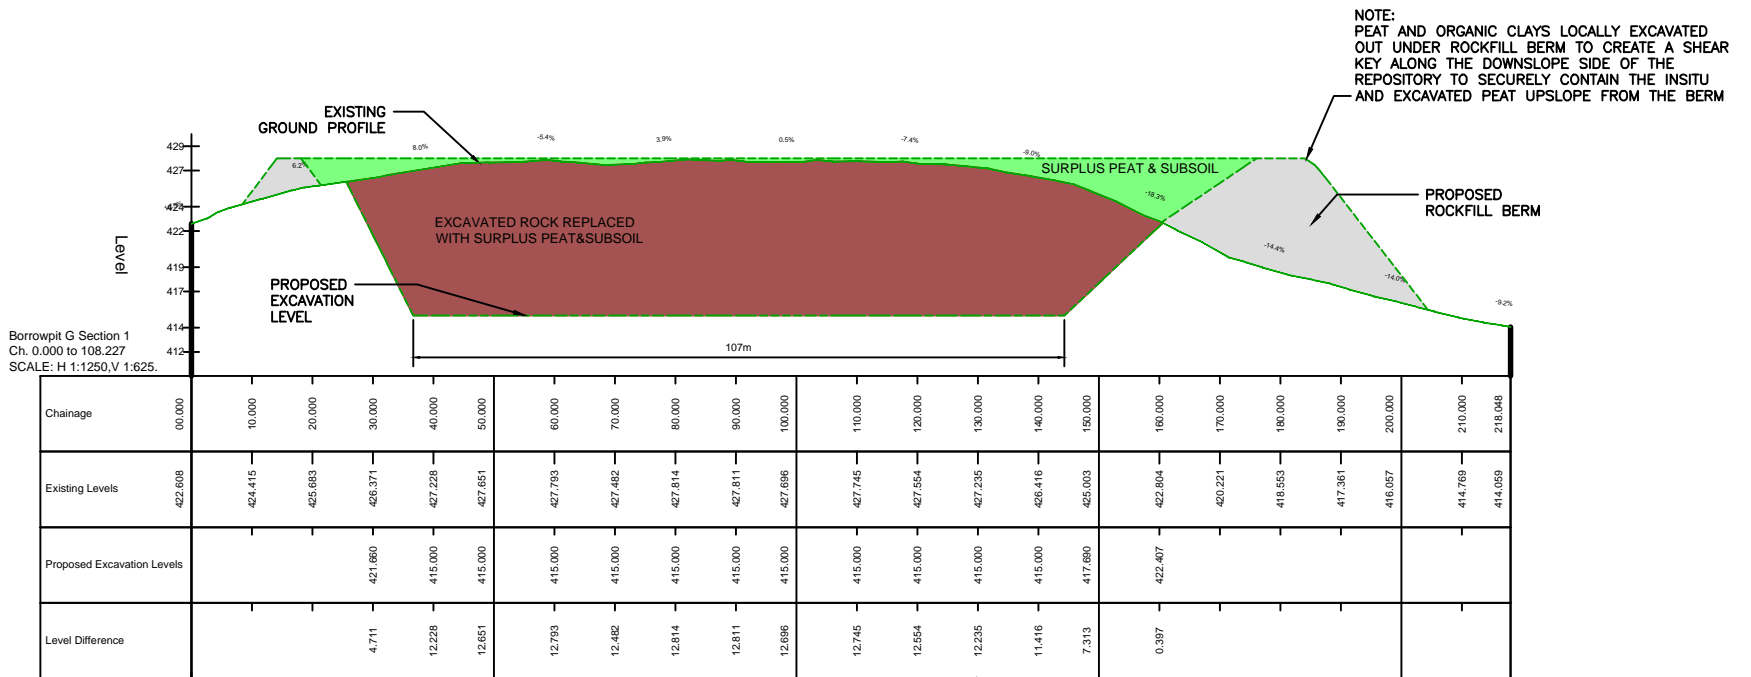 NOTE:
PEAT AND ORGANIC CLAYS LOCALLY EXCAVATED
OUT UNDER ROCKFILL BERM TO CREATE A SHEAR
KEY ALONG THE DOWNSLOPE SIDE OF THE
REPOSITORY TO SECURELY CONTAIN THE INSITU
AND EXCAVATED PEAT UPSLOPE FROM THE BERM
EXISTING
GROUND PROFILE
8.0%
-5.4%
3.9%
0.5%
-7.4%
-9.0%
6.2%
SURPLUS PEAT & SUBSOIL
-18.3%
PROPOSED
ROCKFILL BERM
EXCAVATED ROCK REPLACED
WITH SURPLUS PEAT&SUBSOIL
-14.4%
-14.0%
-9.2%
PROPOSED
EXCAVATION
LEVEL
107m
Level
429
427
424
422
419
417
414
412
Borrowpit G Section 1
Ch. 0.000 to 108.227
SCALE: H 1:1250,V 1:625.
Chainage 00.000 10.000 20.000 30.000 40.000 50.000 60.000 70.000 80.000 90.000 100.000 110.000 120.000 130.000 140.000 150.000 160.000 170.000 180.000 190.000 200.000 210.000 218.048
Existing Levels 422.608 424.415 425.683 426.371 427.228 427.651 427.793 427.482 427.814 427.811 427.696 427.745 427.554 427.235 426.416 425.003 422.804 420.221 418.553 417.361 416.057 414.769 414.059
Proposed Excavation Levels 421.660 415.000 415.000 415.000 415.000 415.000 415.000 415.000 415.000 415.000 415.000 415.000 417.690 422.407
Level Difference 4.711 12.228 12.651 12.793 12.482 12.814 12.811 12.696 12.745 12.554 12.235 11.416 7.313 0.397